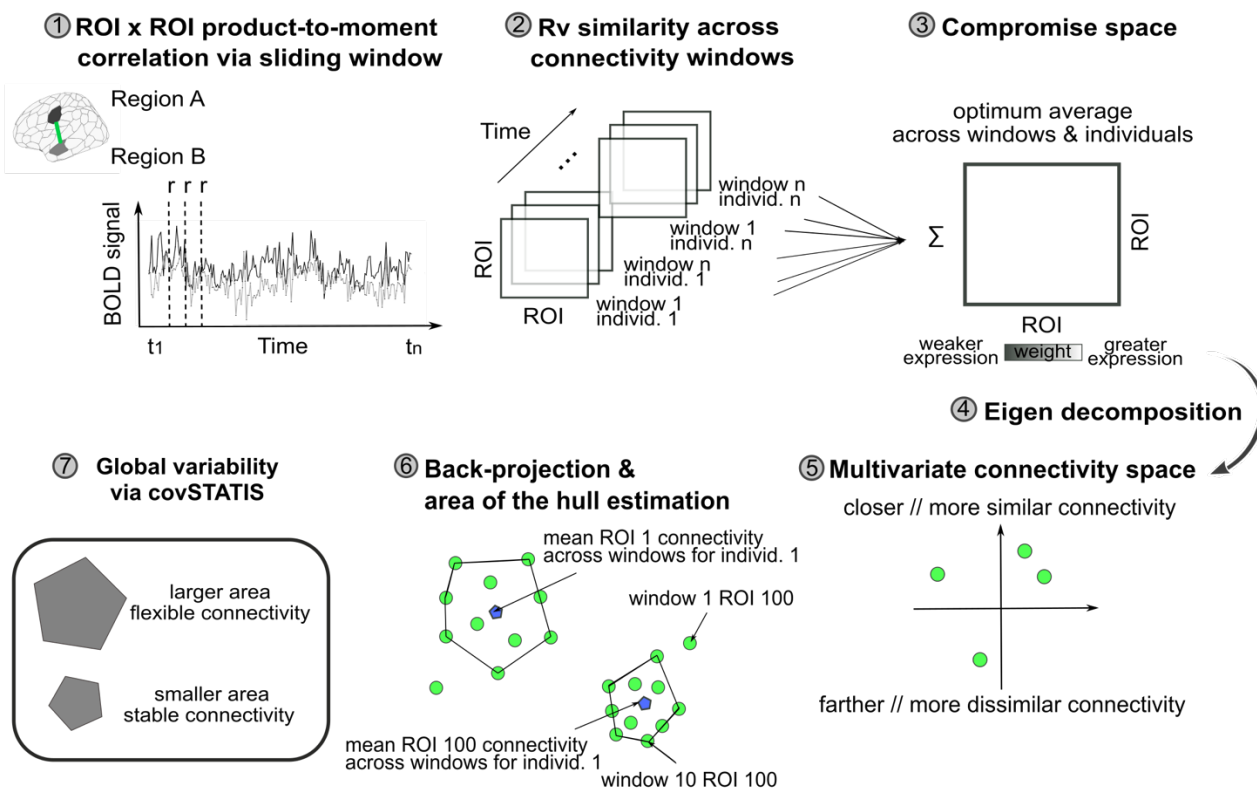 1 ROI x ROI product-to-moment
correlation via sliding window
Region A
Region B
r r r
BOLD signal
t1 Time tn
2 Rv similarity across
connectivity windows
Time
...
window n
individ. n
window 1
individ. n
window n
individ. 1
window 1
individ. 1
ROI
ROI
3 Compromise space
optimum average
across windows & individuals
Σ
ROI
ROI
weaker
expression
weight
greater
expression
4 Eigen decomposition
5 Multivariate connectivity space
closer // more similar connectivity
farther // more dissimilar connectivity
6 Back-projection &
area of the hull estimation
mean ROI 1 connectivity
across windows for individ. 1
window 1 ROI 100
mean ROI 100 connectivity
across windows for individ. 1
window 10 ROI 100
7 Global variability
via covSTATIS
larger area
flexible connectivity
smaller area
stable connectivity